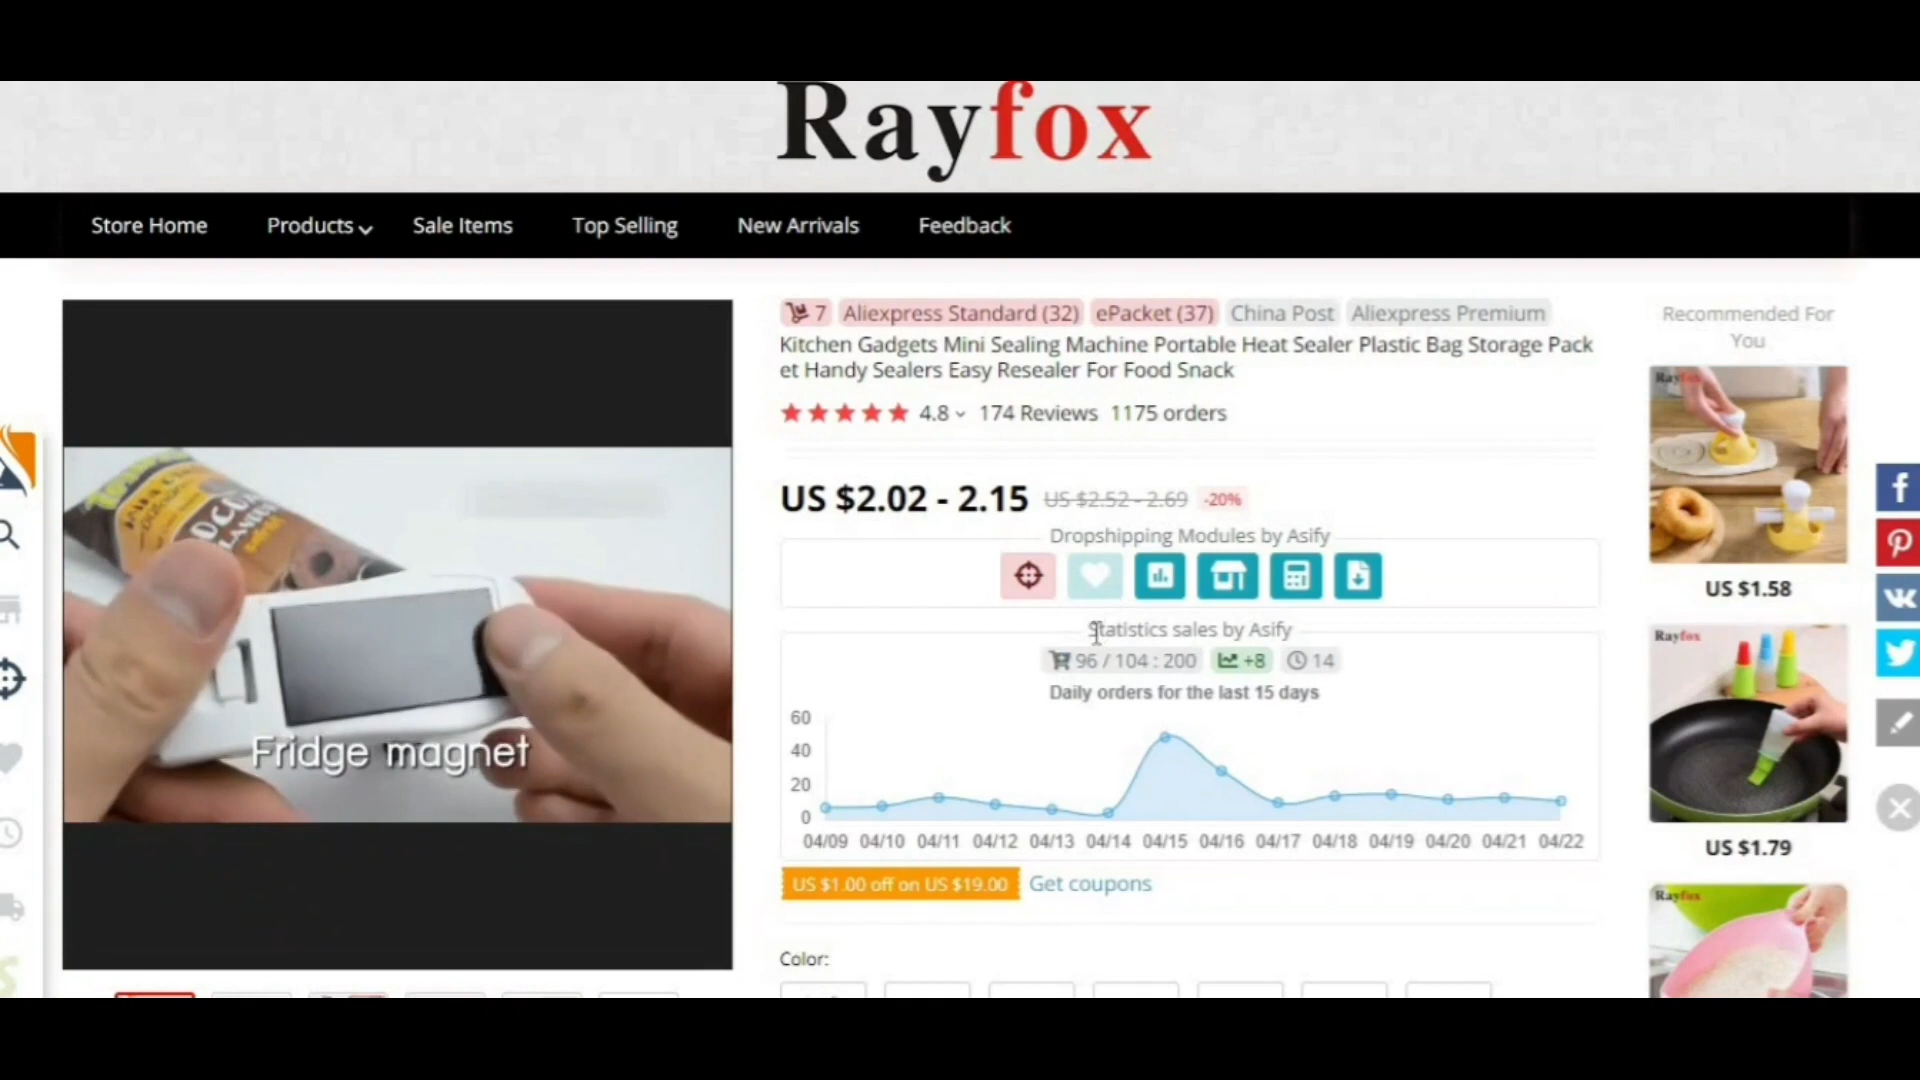 Rayfox
Store Home Products Sale Items Top Selling New Arrivals Feedback
7 Aliexpress Standard (32) ePacket (37) China Post Aliexpress Premium
Kitchen Gadgets Mini Sealing Machine Portable Heat Sealer Plastic Bag Storage Pack
et Handy Sealers Easy Resealer For Food Snack
4.8 174 Reviews 1175 orders
US $2.02 - 2.15 US $2.52 - 2.69 -20%
Dropshipping Modules by Asify
Statistics sales by Asify
96 / 104 : 200 +8 14
Daily orders for the last 15 days
60
40
20
0
04/09 04/10 04/11 04/12 04/13 04/14 04/15 04/16 04/17 04/18 04/19 04/20 04/21 04/22
US $1.00 off on US $19.00 Get coupons
Color:
Fridge magnet
Recommended For
You
Rayfox
US $1.58
Rayfox
US $1.79
Rayfox